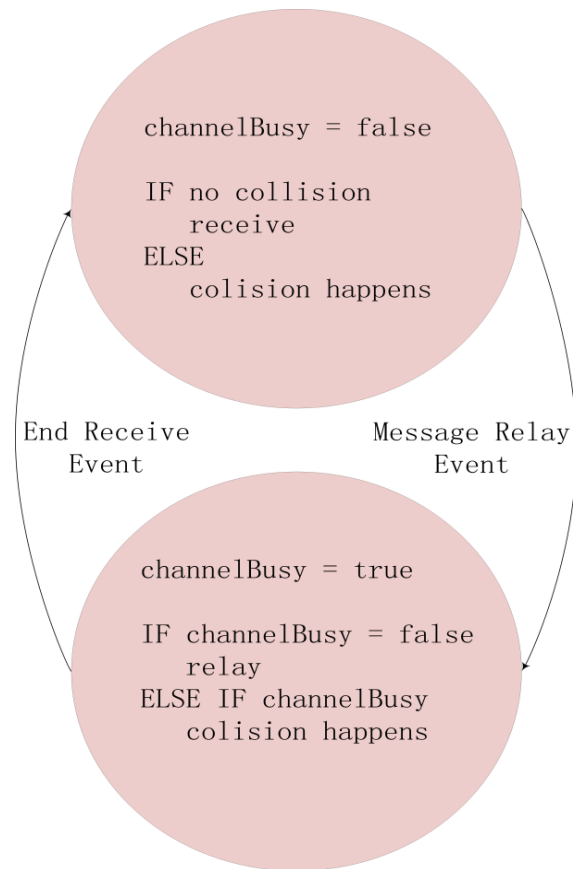 channelBusy = false
IF no collision
receive
ELSE
colision happens
End Receive
Event
Message Relay
Event
channelBusy = true
IF channelBusy = false
relay
ELSE IF channelBusy
colision happens